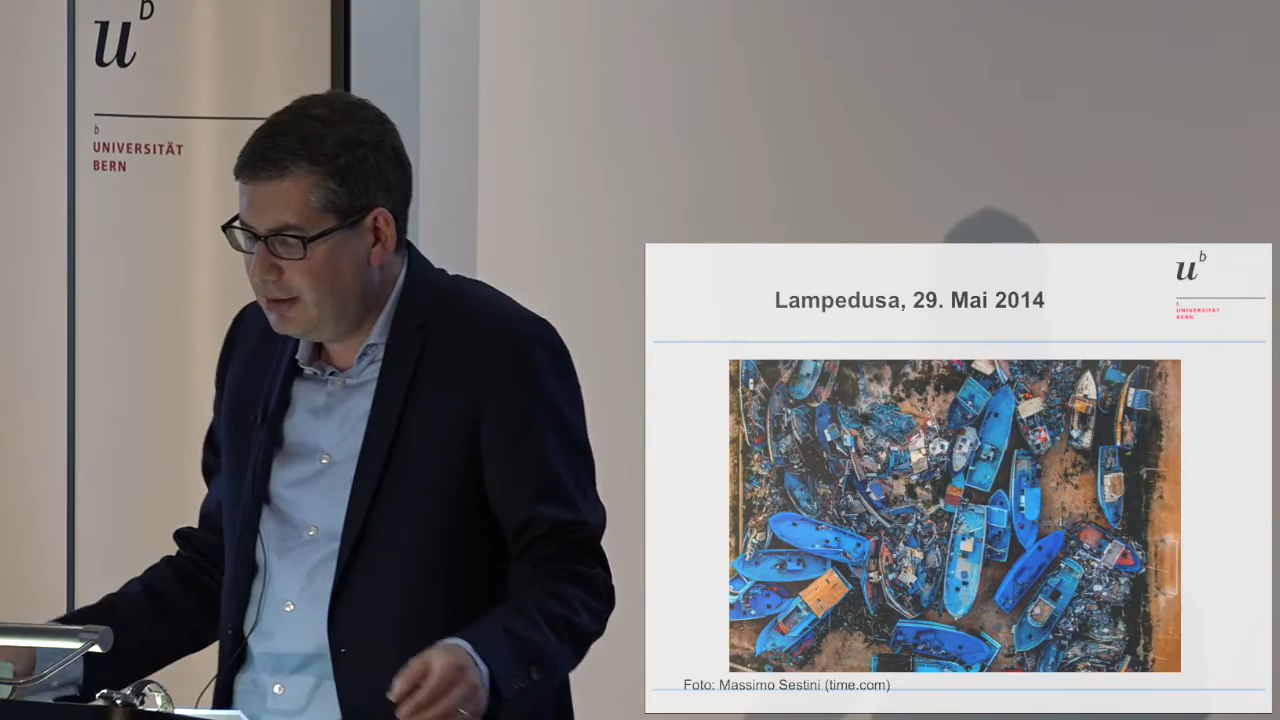 u b
b
UNIVERSITÄT
BERN
u b
Lampedusa, 29. Mai 2014
b
UNIVERSITÄT
BERN
Foto: Massimo Sestini (time.com)